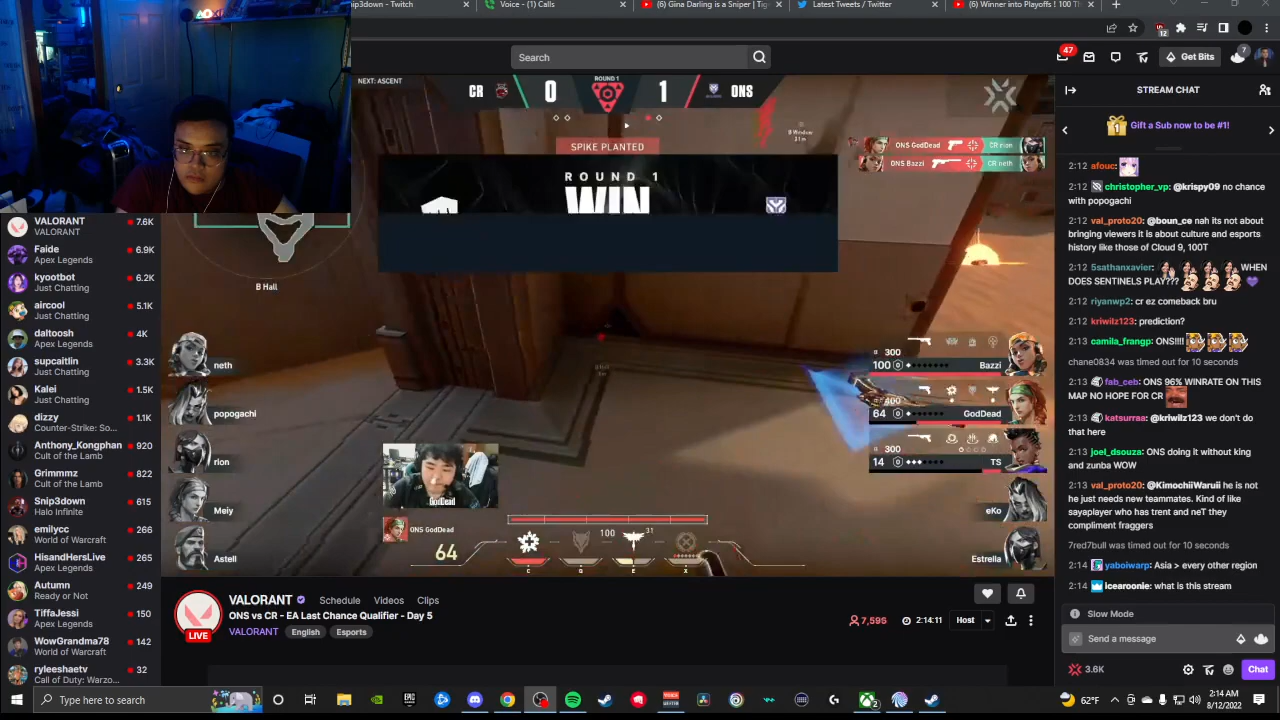 Snip3down - Twitch
Voice - (1) Calls
(6) Gina Darling is a Sniper | Tig
Latest Tweets / Twitter
(6) Winner into Playoffs! 100 T
12
Search
47
Get Bits
7
STREAM CHAT
Gift a Sub now to be #1!
1
NEXT: ASCENT
CR
0
ROUND 1
1
ONS
B Window
SPIKE PLANTED
ROUND 1
WIN
ONS GodDead
CR rion
ONS Bazzi
CR neth
B Hall
neth
popogachi
rion
Meiy
Astell
300
100
Bazzi
400
64
GodDead
300
14
TS
eKo
Estrella
GodDead
ONS GodDead
64
100
31
C
Q
E
X
VALORANT
7.6K
VALORANT
Faide
6.9K
Apex Legends
kyootbot
6.2K
Just Chatting
aircool
5.1K
Just Chatting
daltoosh
4K
Apex Legends
supcaitlin
3.3K
Just Chatting
Kalei
1.5K
Just Chatting
dizzy
1.1K
Counter-Strike: So...
Anthony_Kongphan
920
Cult of the Lamb
Grimmmz
822
Cult of the Lamb
Snip3down
615
Halo Infinite
emilycc
266
World of Warcraft
HisandHersLive
265
Apex Legends
Autumn
249
Ready or Not
TiffaJessi
150
Apex Legends
WowGrandma78
142
World of Warcraft
ryleeshaetv
32
Call of Duty: Warzo...
2:12 afouc:
2:12 christopher_vp: @krispy09 no chance
with popogachi
2:12 val_proto20: @boun_ce nah its not about
bringing viewers it is about culture and esports
history like those of Cloud 9, 100T
2:12 5sathanxavier: WHEN
DOES SENTINELS PLAY???
2:12 riyanwp2: cr ez comeback bru
2:12 kriwilz123: prediction?
2:12 camila_frangp: ONS!!!!
chane0834 was timed out for 10 seconds
2:13 fab_ceb: ONS 96% WINRATE ON THIS
MAP NO HOPE FOR CR
2:13 katsurraa: @kriwilz123 we don't do
that here
2:13 joel_dsouza: ONS doing it without king
and zunba WOW
2:13 val_proto20: @KimochiiWaruii he is not
he just needs new teammates. Kind of like
sayaplayer who has trent and neT they
compliment fraggers
7red7bull was timed out for 10 seconds
2:14 yaboiwarp: Asia > every other region
2:14 icearoonie: what is this stream
Slow Mode
Send a message
3.6K
Chat
LIVE
VALORANT
Schedule
Videos
Clips
ONS vs CR - EA Last Chance Qualifier - Day 5
VALORANT
English
Esports
7,595
2:14:11
Host
Type here to search
EPIC
2
62°F
2:14 AM
8/12/2022